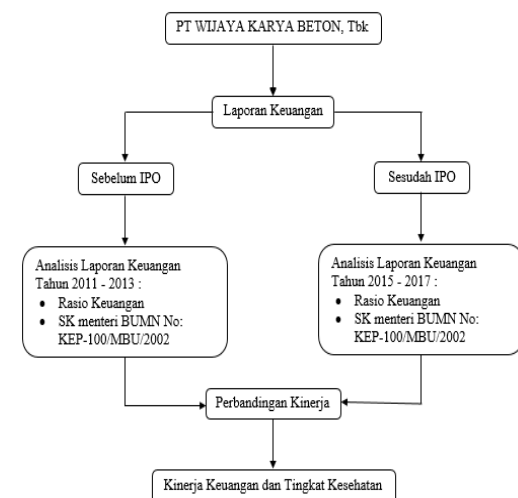 PT WIJAYA KARYA BETON, Tbk
Laporan Keuangan
Sebelum IPO
Sesudah IPO
Analisis Laporan Keuangan
Tahun 2011 - 2013 :
• Rasio Keuangan
• SK menteri BUMN No:
KEP-100/MBU/2002
Analisis Laporan Keuangan
Tahun 2015 - 2017 :
• Rasio Keuangan
• SK menteri BUMN No:
KEP-100/MBU/2002
Perbandingan Kinerja
Kinerja Keuangan dan Tingkat Kesehatan